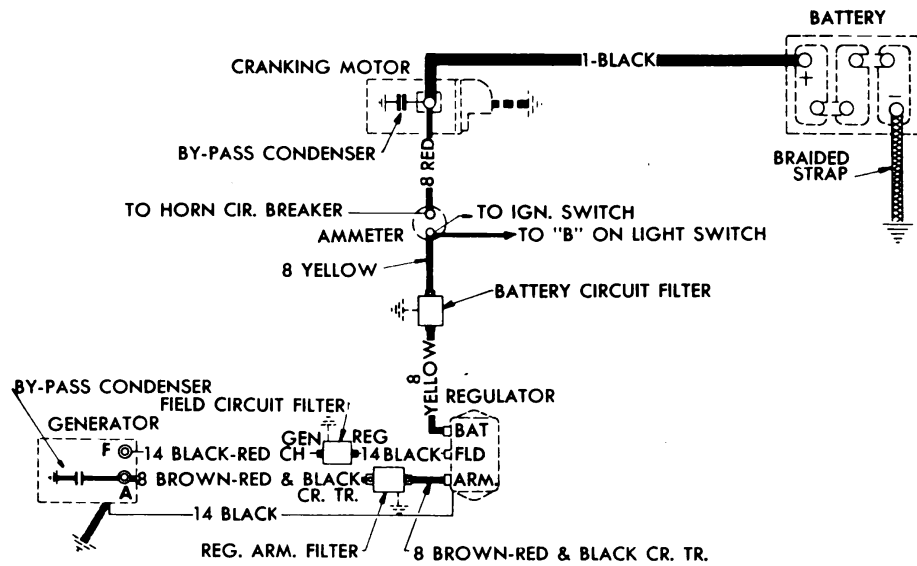 BATTERY
1-BLACK
CRANKING MOTOR
+
−
BY-PASS CONDENSER
8 RED
BRAIDED
STRAP
TO HORN CIR. BREAKER
TO IGN. SWITCH
AMMETER
TO "B" ON LIGHT SWITCH
8 YELLOW
BATTERY CIRCUIT FILTER
8
YELLOW
BY-PASS CONDENSER
REGULATOR
FIELD CIRCUIT FILTER
GENERATOR
GEN
REG
BAT
F
14 BLACK-RED CH
14 BLACK
FLD
A
8 BROWN-RED & BLACK
CR. TR.
ARM.
14 BLACK
REG. ARM. FILTER
8 BROWN-RED & BLACK CR. TR.